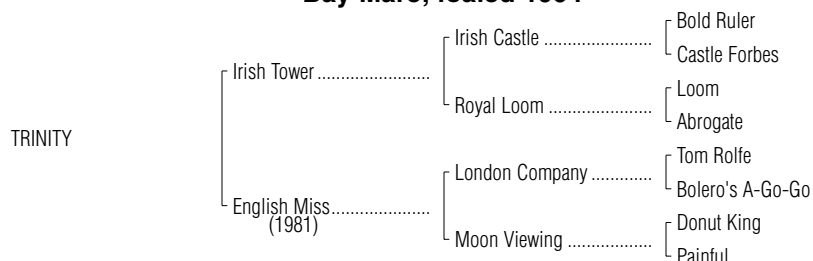 Bay Mare; foaled
Bold Ruler
Irish Castle .......................
Castle Forbes
Irish Tower ........................
Loom
Royal Loom ......................
Abrogate
TRINITY
Tom Rolfe
London Company .............
Bolero's A-Go-Go
English Miss.....................
(1981)
Donut King
Moon Viewing ..................
Painful